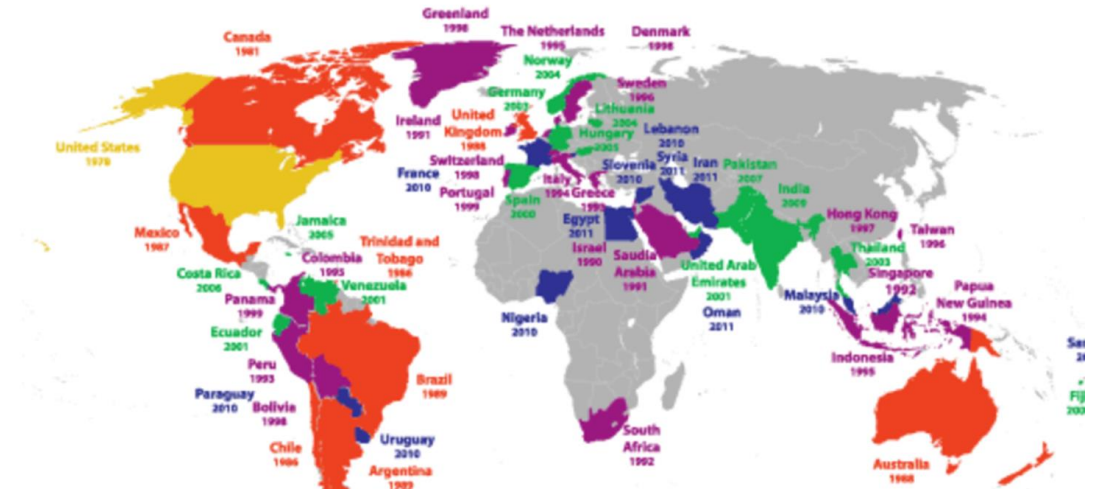 Greenland
1998
The Netherlands
1995
Denmark
1998
Canada
1981
Norway
2004
Sweden
1996
Germany
Lithuania
2004
Ireland
1991
United
Kingdom
1988
Hungary
2005
Lebanon
2010
United States
1979
Switzerland
1998
France
2010
Portugal
1999
Spain
2000
Italy
1994
Greece
Slovenia
2010
Syria
2011
Iran
2011
Pakistan
2007
India
2009
Hong Kong
1997
Taiwan
1996
Mexico
1987
Jamaica
2005
Egypt
2011
Israel
1990
Saudia
Arabia
1991
Trinidad and
Tobago
1986
Colombia
1995
Thailand
2003
Costa Rica
2006
Venezuela
2001
United Arab
Emirates
2001
Singapore
1992
Panama
1999
Malaysia
2010
Papua
New Guinea
1994
Nigeria
2010
Oman
2011
Ecuador
2001
Indonesia
1995
Peru
1993
Paraguay
2010
Bolivia
1998
Brazil
1989
Chile
1986
Uruguay
2010
Argentina
1989
South
Africa
1992
Australia
1988